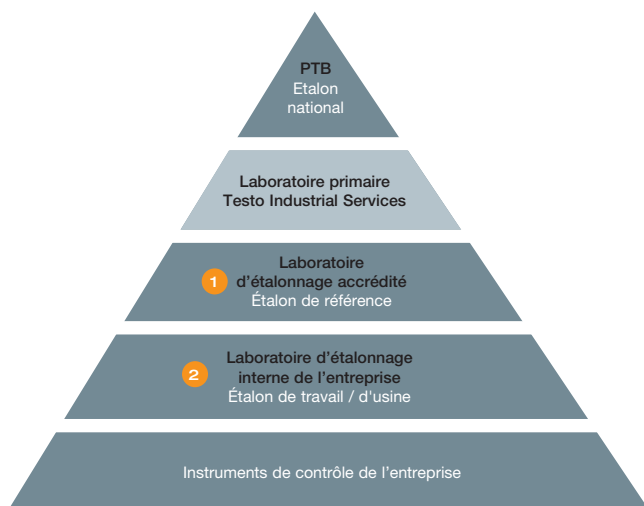 PTB
Etalon
national
Laboratoire primaire
Testo Industrial Services
Laboratoire
1 d'étalonnage accrédité
Étalon de référence
Laboratoire d'étalonnage
2 interne de l'entreprise
Étalon de travail / d'usine
Instruments de contrôle de l'entreprise